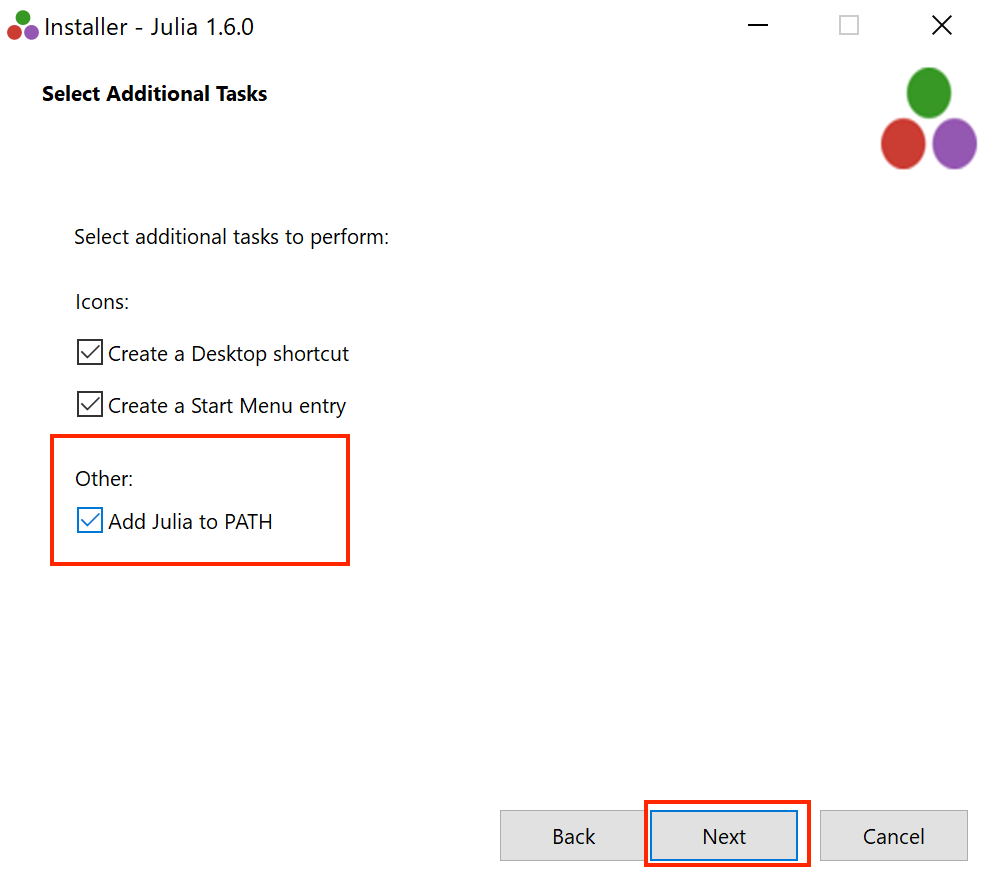 Installer - Julia 1.6.0
Select Additional Tasks
Select additional tasks to perform:
Icons:
Create a Desktop shortcut
Create a Start Menu entry
Other:
Add Julia to PATH
Back Next Cancel